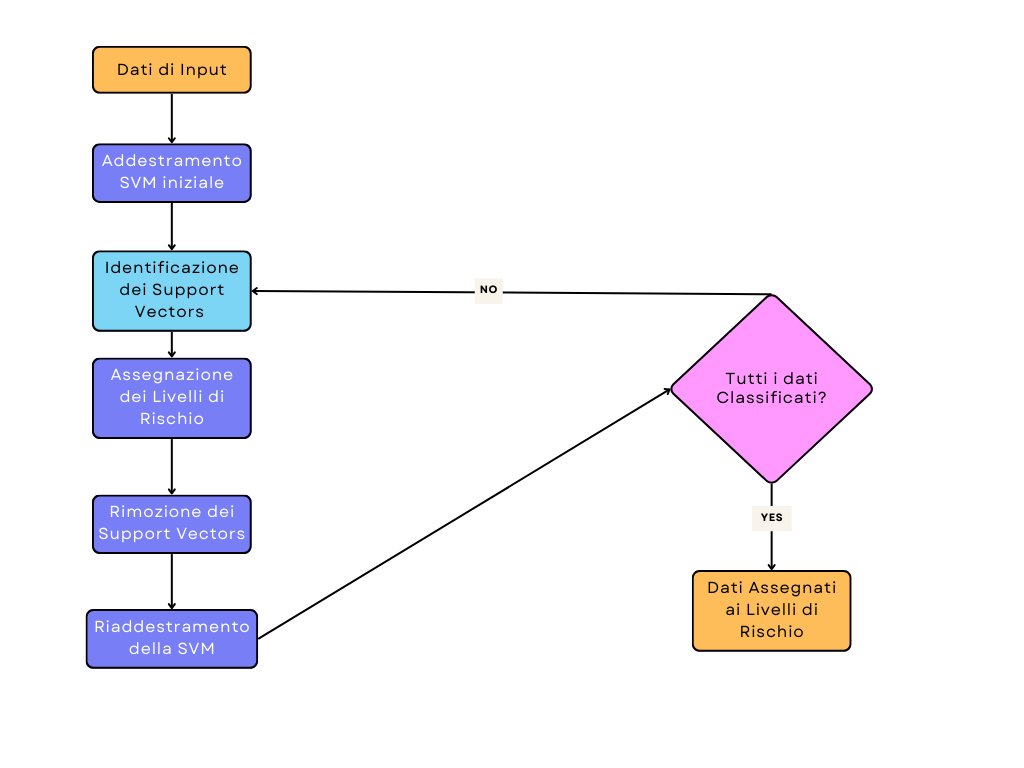 Dati di Input
Addestramento
SVM iniziale
Identificazione
dei Support
Vectors
Assegnazione
dei Livelli di
Rischio
Rimozione dei
Support Vectors
Riaddestramento
della SVM
NO
Tutti i dati
Classificati?
YES
Dati Assegnati
ai Livelli di
Rischio